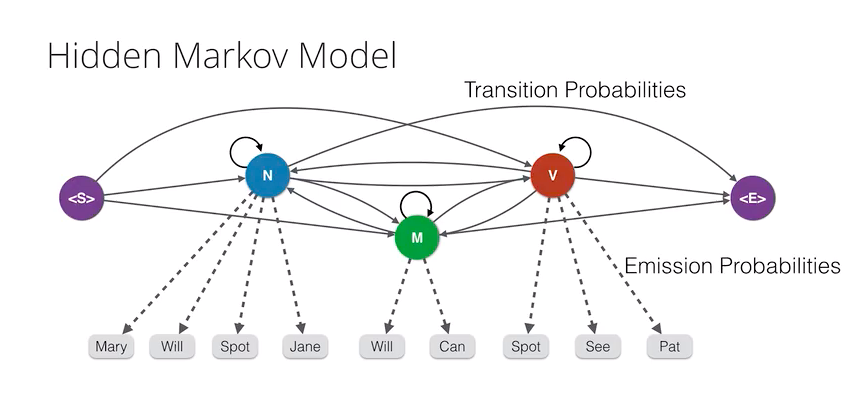 Hidden Markov Model
Transition Probabilities
<S>
N
V
<E>
M
Emission Probabilities
Mary Will Spot Jane Will Can Spot See Pat